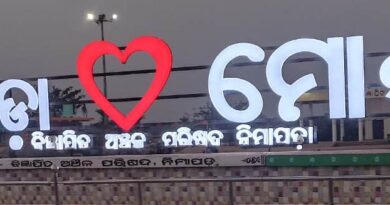 ଡ଼ା ମୋ
ବିଜ୍ଞାପିତ ଅଞ୍ଚଳ ପରିଷଦ ନିମାପଡ଼ା
ବିଜ୍ଞାପିତ ଅଞ୍ଚଳ ପରିଷଦ, ନିମାପଡ଼ା